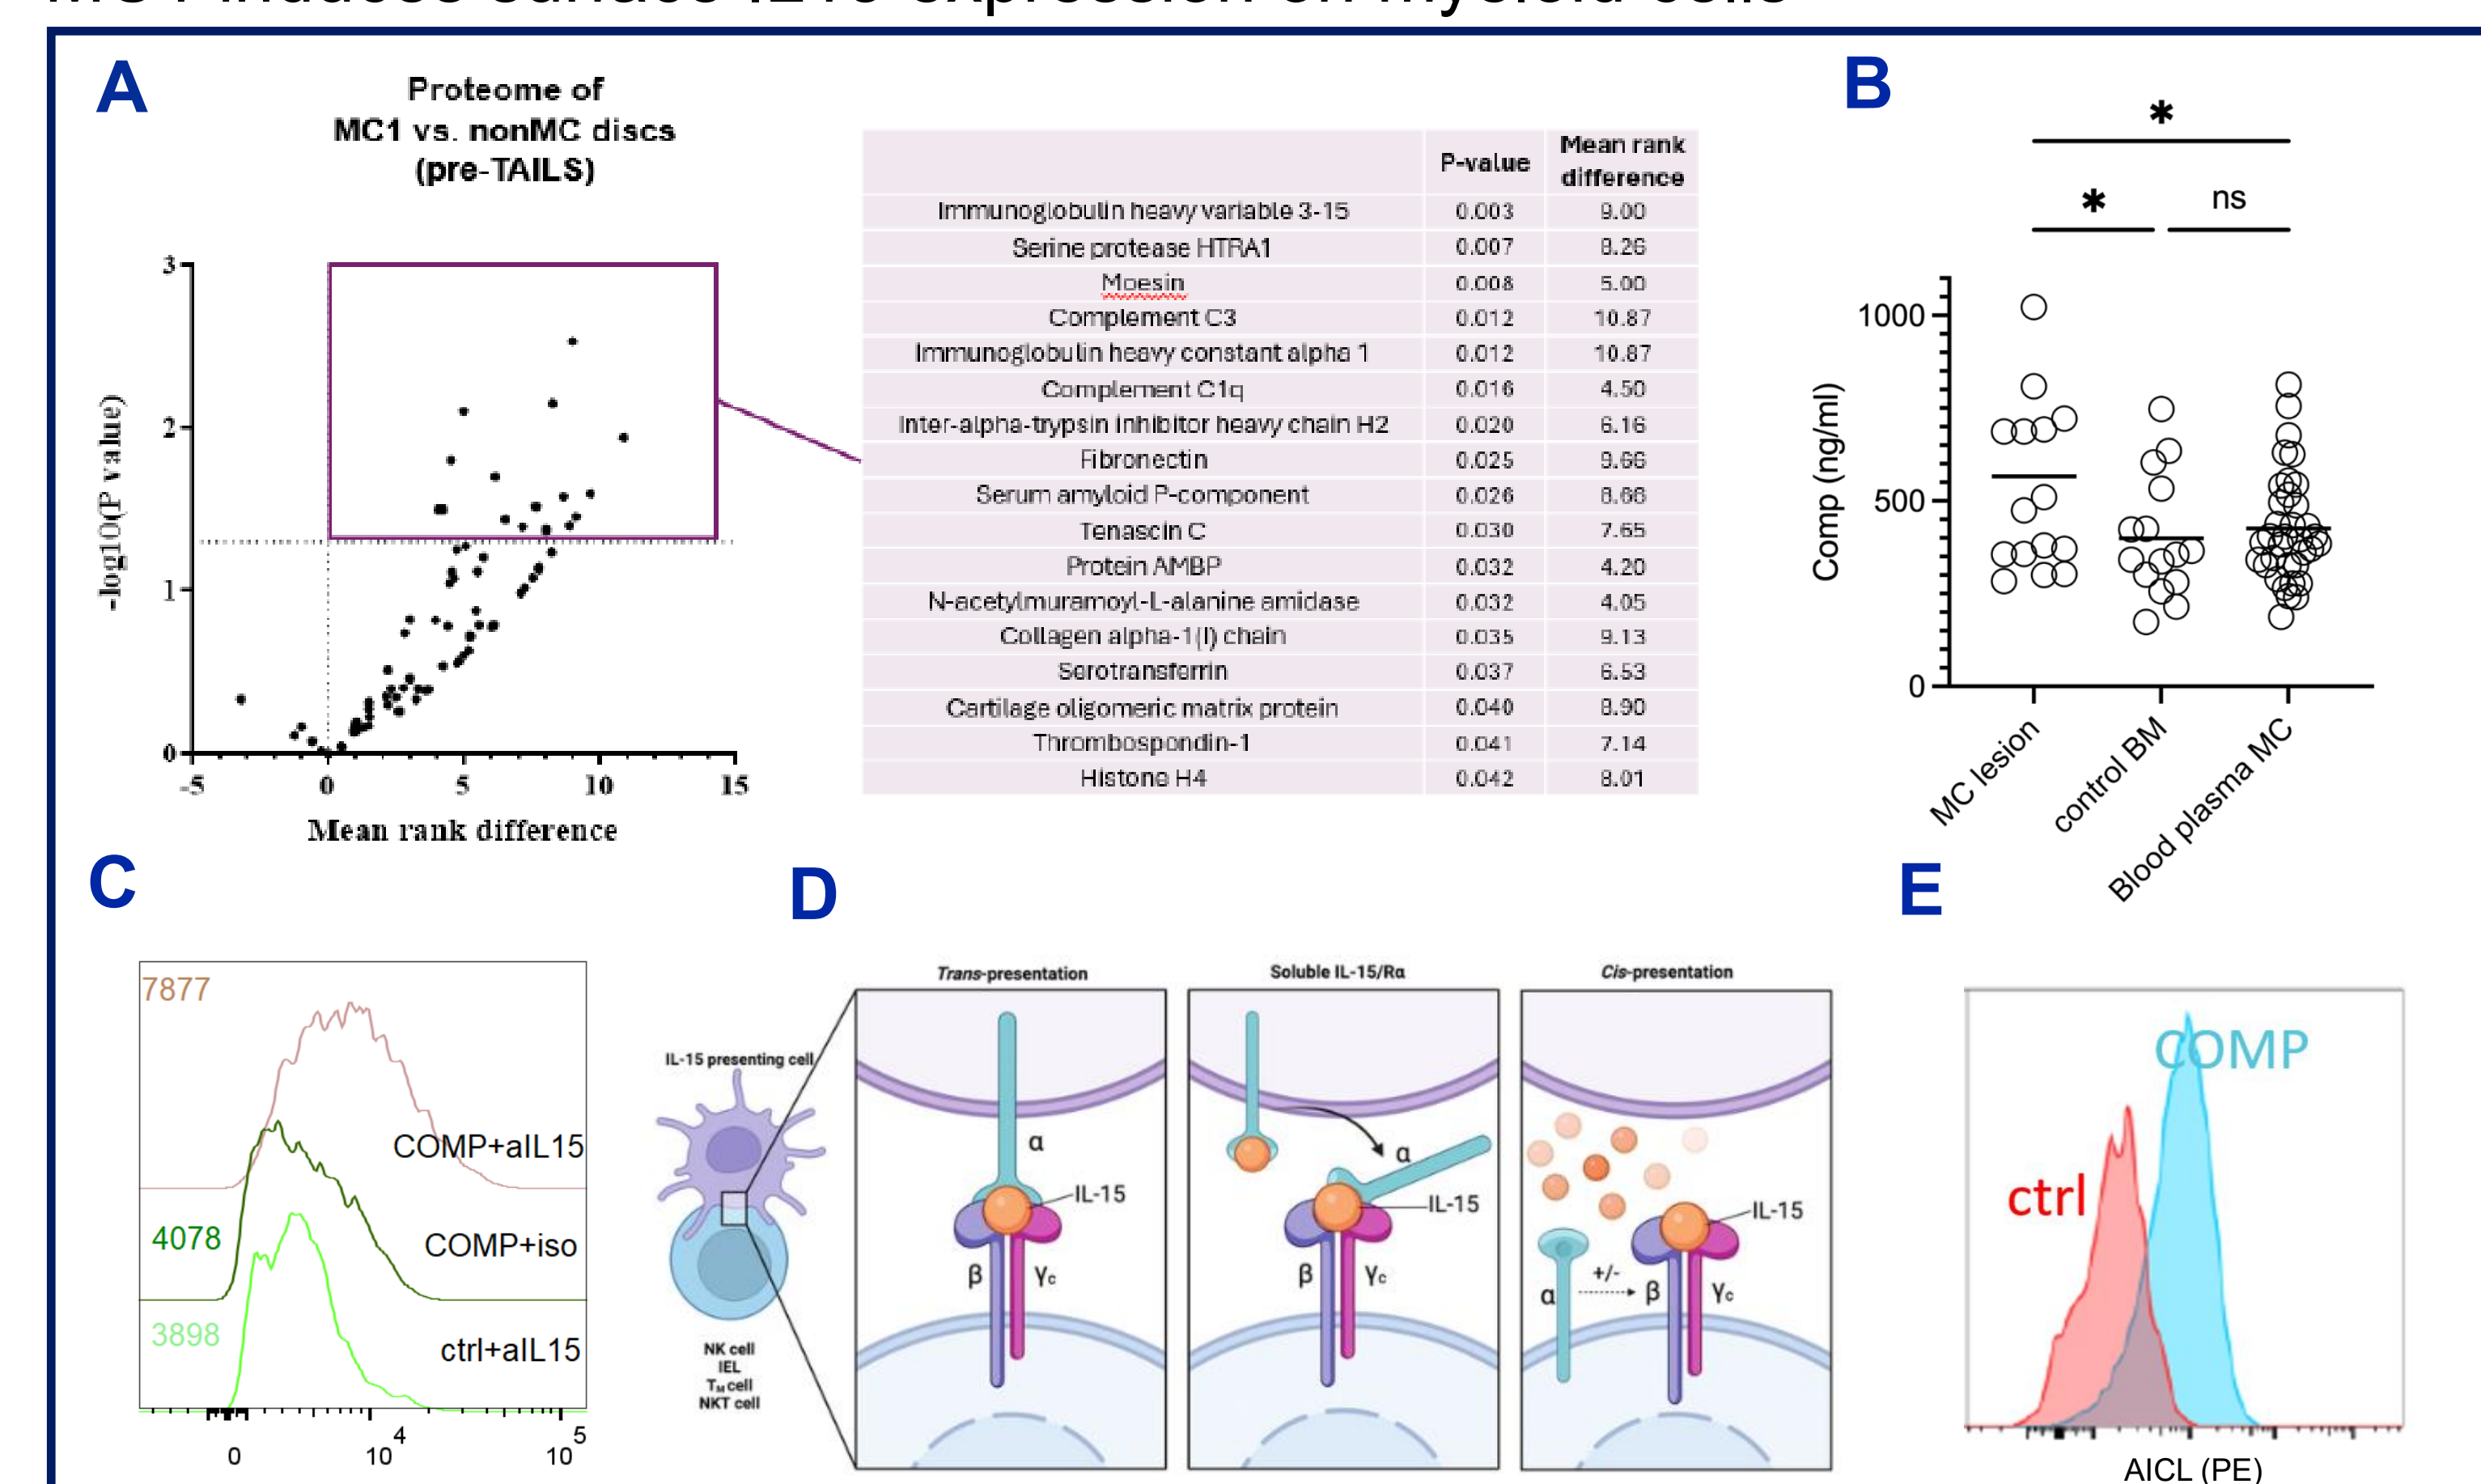 A
Proteome of
MC1 vs. nonMC discs
(pre-TAILS)
3
2
1
0
-log10(P value)
-5 0 5 10 15
Mean rank difference
P-value Mean rank difference
Immunoglobulin heavy variable 3-15 0.003 9.00
Serine protease HTRA1 0.007 8.26
Moesin 0.008 5.00
Complement C3 0.012 10.87
Immunoglobulin heavy constant alpha 1 0.012 10.87
Complement C1q 0.016 4.50
Inter-alpha-trypsin inhibitor heavy chain H2 0.020 6.16
Fibronectin 0.025 9.66
Serum amyloid P-component 0.026 8.66
Tenascin C 0.030 7.65
Protein AMBP 0.032 4.20
N-acetylmuramoyl-L-alanine amidase 0.032 4.05
Collagen alpha-1(I) chain 0.035 9.13
Serotransferrin 0.037 6.53
Cartilage oligomeric matrix protein 0.040 8.90
Thrombospondin-1 0.041 7.14
Histone H4 0.042 8.01
B
*
* ns
1000
500
0
Comp (ng/ml)
MC lesion
control BM
Blood plasma MC
C
7877
COMP+aIL15
4078
COMP+iso
3898
ctrl+aIL15
0 10^4 10^5
D
IL-15 presenting cell
NK cell
IEL
TM cell
NKT cell
Trans-presentation
α
IL-15
β γc
Soluble IL-15/Rα
α
IL-15
β γc
Cis-presentation
IL-15
α +/- β γc
E
COMP
ctrl
AICL (PE)